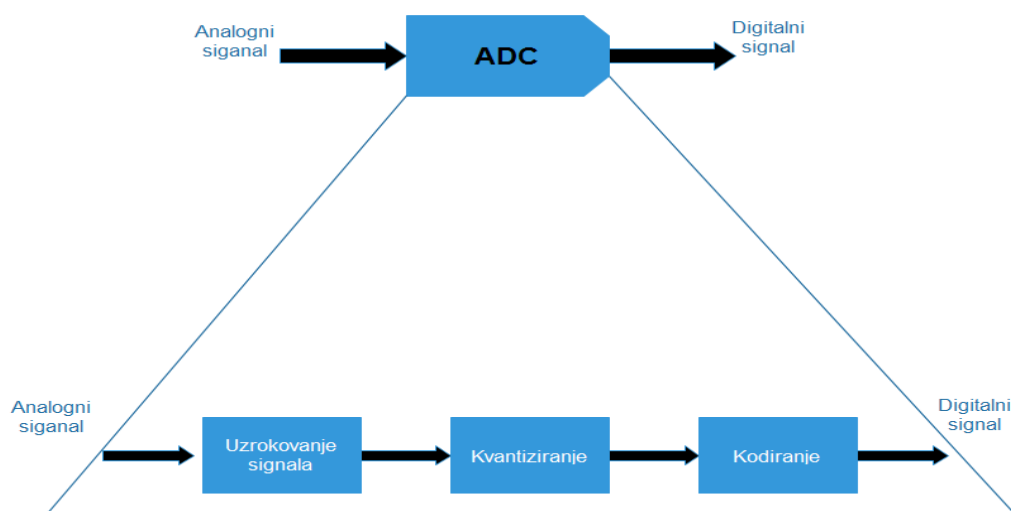 Analogni
siganal
ADC
Digitalni
signal
Analogni
siganal
Uzrokovanje
signala
Kvantiziranje
Kodiranje
Digitalni
signal